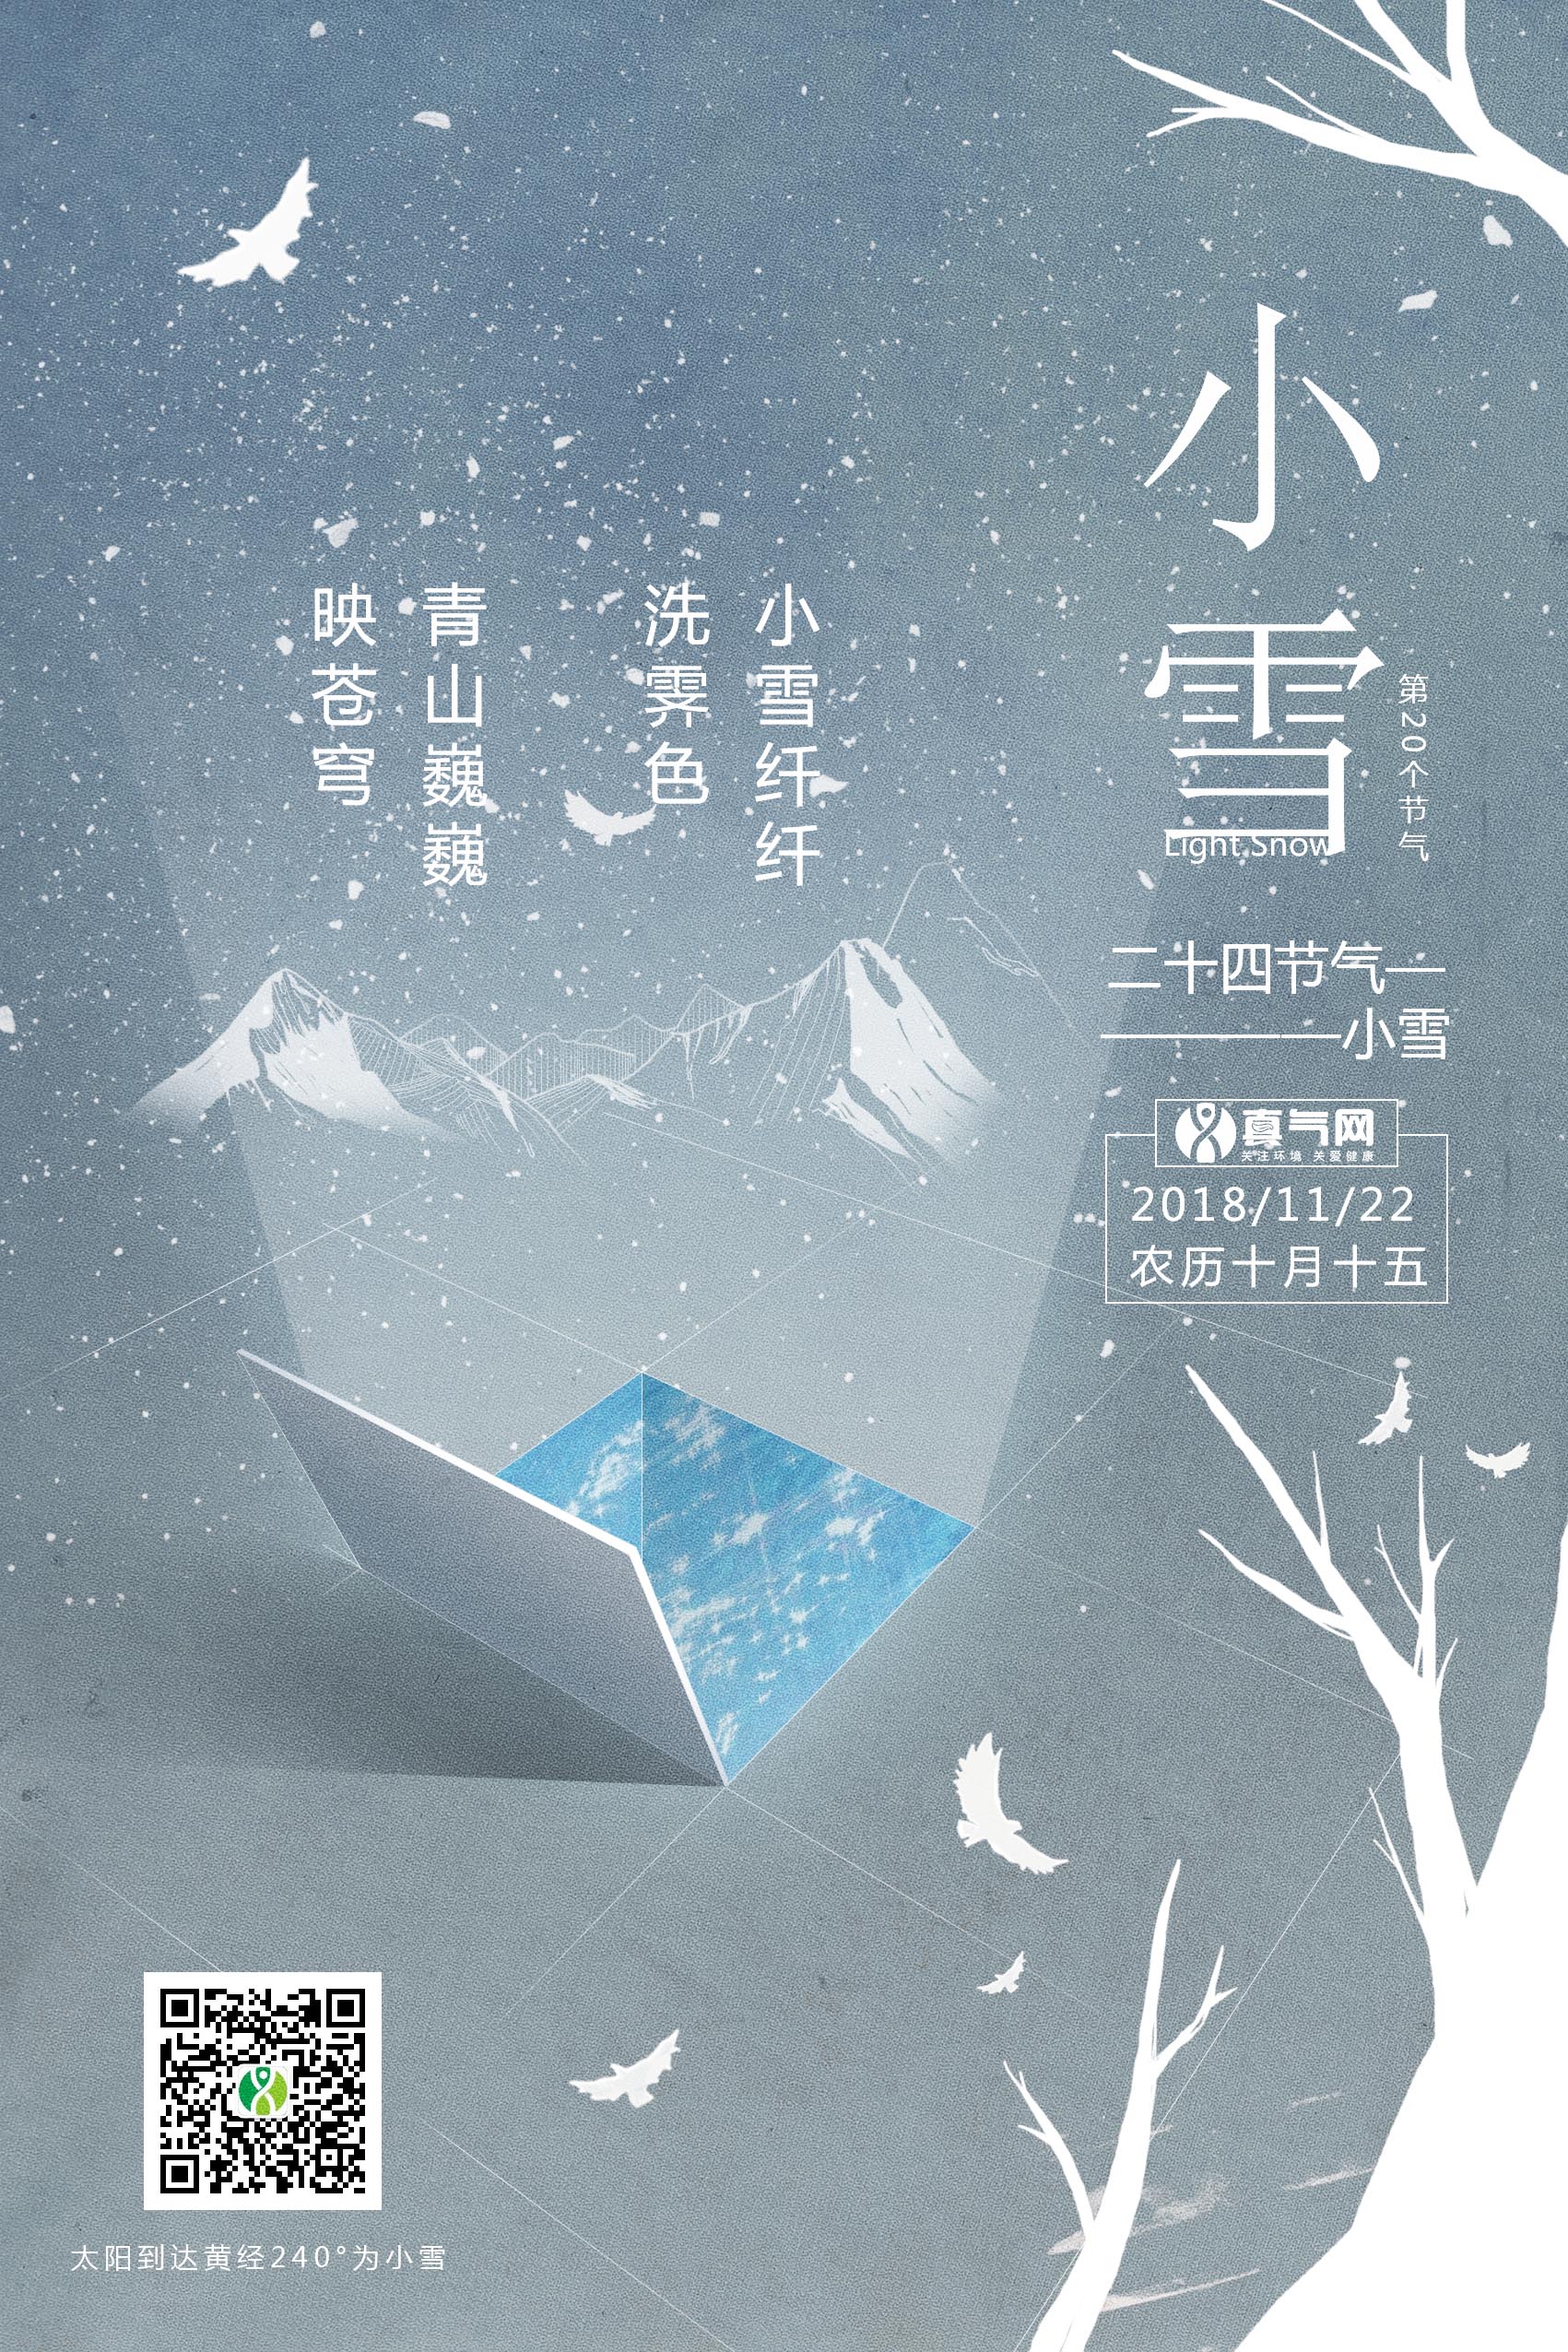 小雪
第20个节气
Light Snow
小雪纤纤
洗霁色
青山巍巍
映苍穹
二十四节气—
————小雪
真气网
关注环境 关爱健康
2018/11/22
农历十月十五
太阳到达黄经240°为小雪